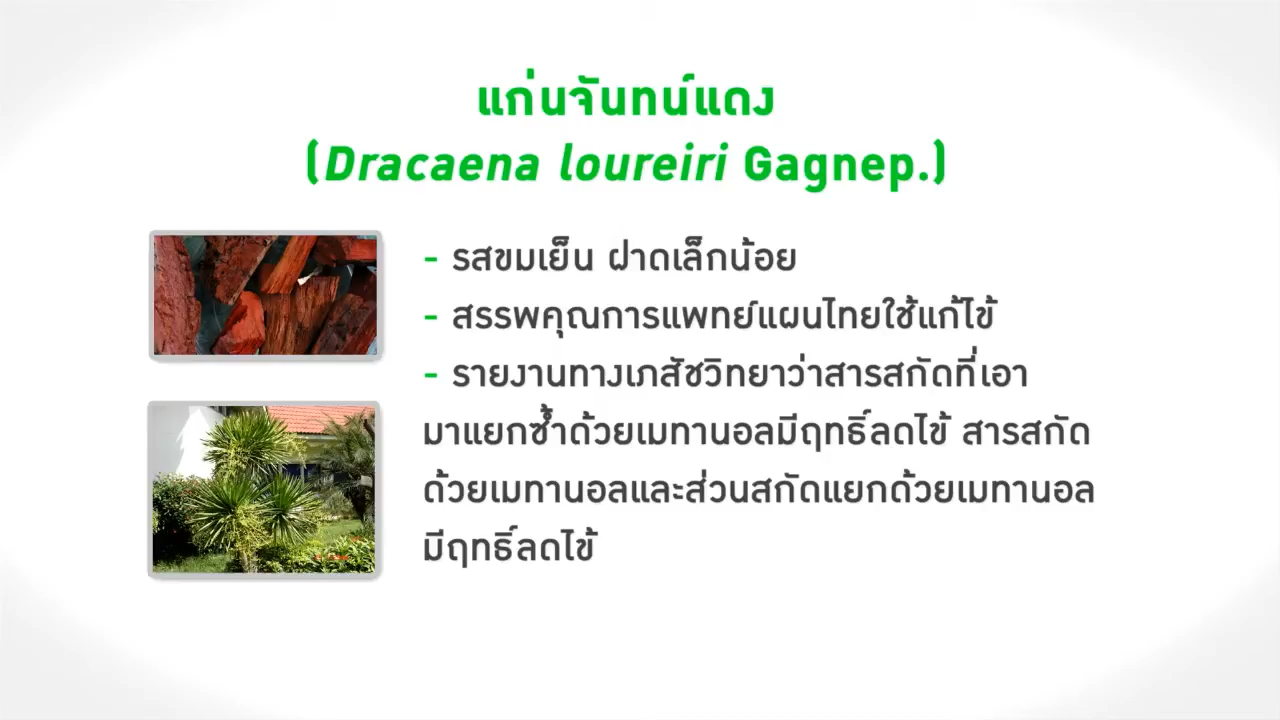 แก่นจันทน์แดง
(Dracaena loureiri Gagnep.)
- รสขมเย็น ฝาดเล็กน้อย
- สรรพคุณการแพทย์แผนไทยใช้แก้ไข้
- รายงานทางเภสัชวิทยาว่าสารสกัดที่เอา
มาแยกซ้ำด้วยเมทานอลมีฤทธิ์ลดไข้ สารสกัด
ด้วยเมทานอลและส่วนสกัดแยกด้วยเมทานอล
มีฤทธิ์ลดไข้